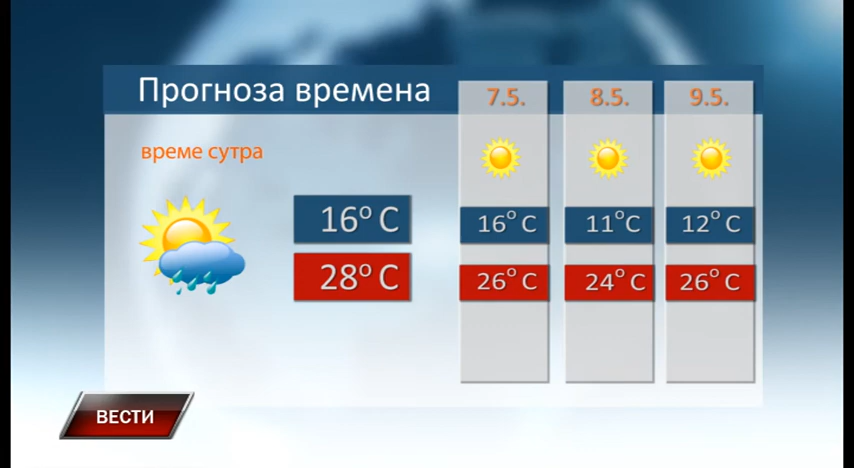 Прогноза времена
време сутра
16° C
28° C
7.5.
16° C
26° C
8.5.
11°C
24° C
9.5.
12° C
26° C
ВЕСТИ